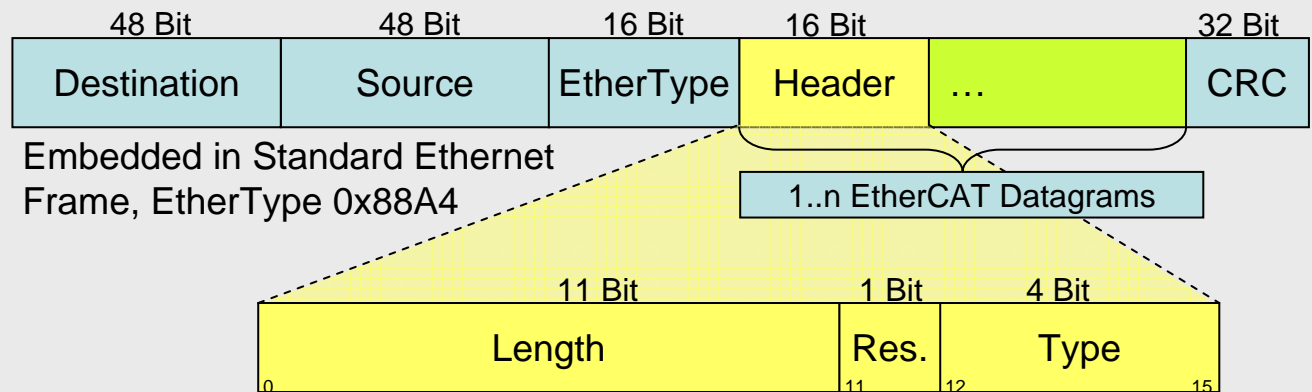 48 Bit 48 Bit 16 Bit 16 Bit 32 Bit
Destination Source EtherType Header ... CRC
Embedded in Standard Ethernet
Frame, EtherType 0x88A4
1..n EtherCAT Datagrams
11 Bit 1 Bit 4 Bit
Length Res. Type
0 11 12 15